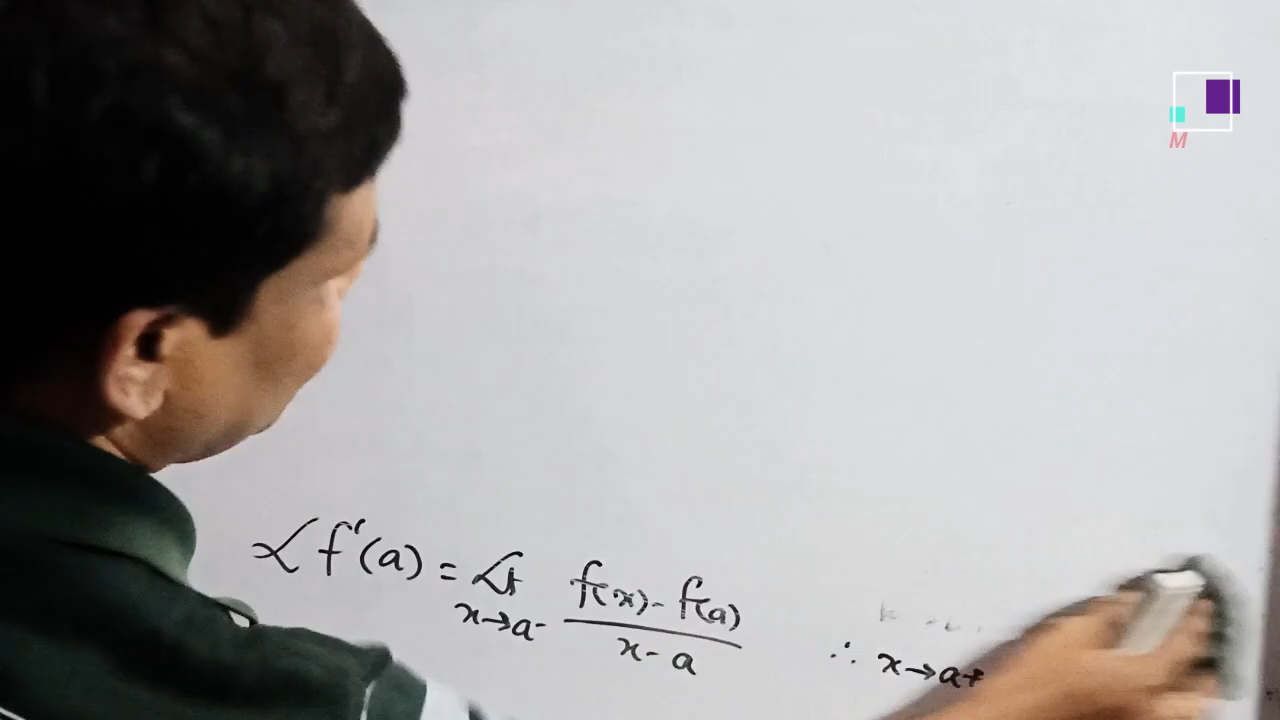 Lf'(a) = Lt f(x)-f(a)
x→a- x-a
∴ x→a+
M